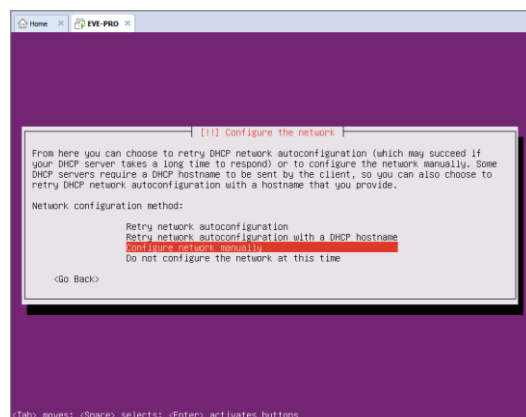 Home × EVE-PRO ×
[!!] Configure the network
From here you can choose to retry DHCP network autoconfiguration (which may succeed if
your DHCP server takes a long time to respond) or to configure the network manually. Some
DHCP servers require a DHCP hostname to be sent by the client, so you can also choose to
retry DHCP network autoconfiguration with a hostname that you provide.
Network configuration method:
Retry network autoconfiguration
Retry network autoconfiguration with a DHCP hostname
Configure network manually
Do not configure the network at this time
<Go Back>
<Tab> moves; <Space> selects; <Enter> activates buttons